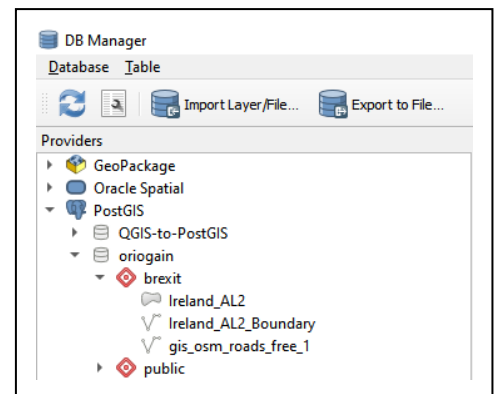 DB Manager
Database Table
Import Layer/File... Export to File...
Providers
GeoPackage
Oracle Spatial
PostGIS
QGIS-to-PostGIS
oriogain
brexit
Ireland_AL2
Ireland_AL2_Boundary
gis_osm_roads_free_1
public